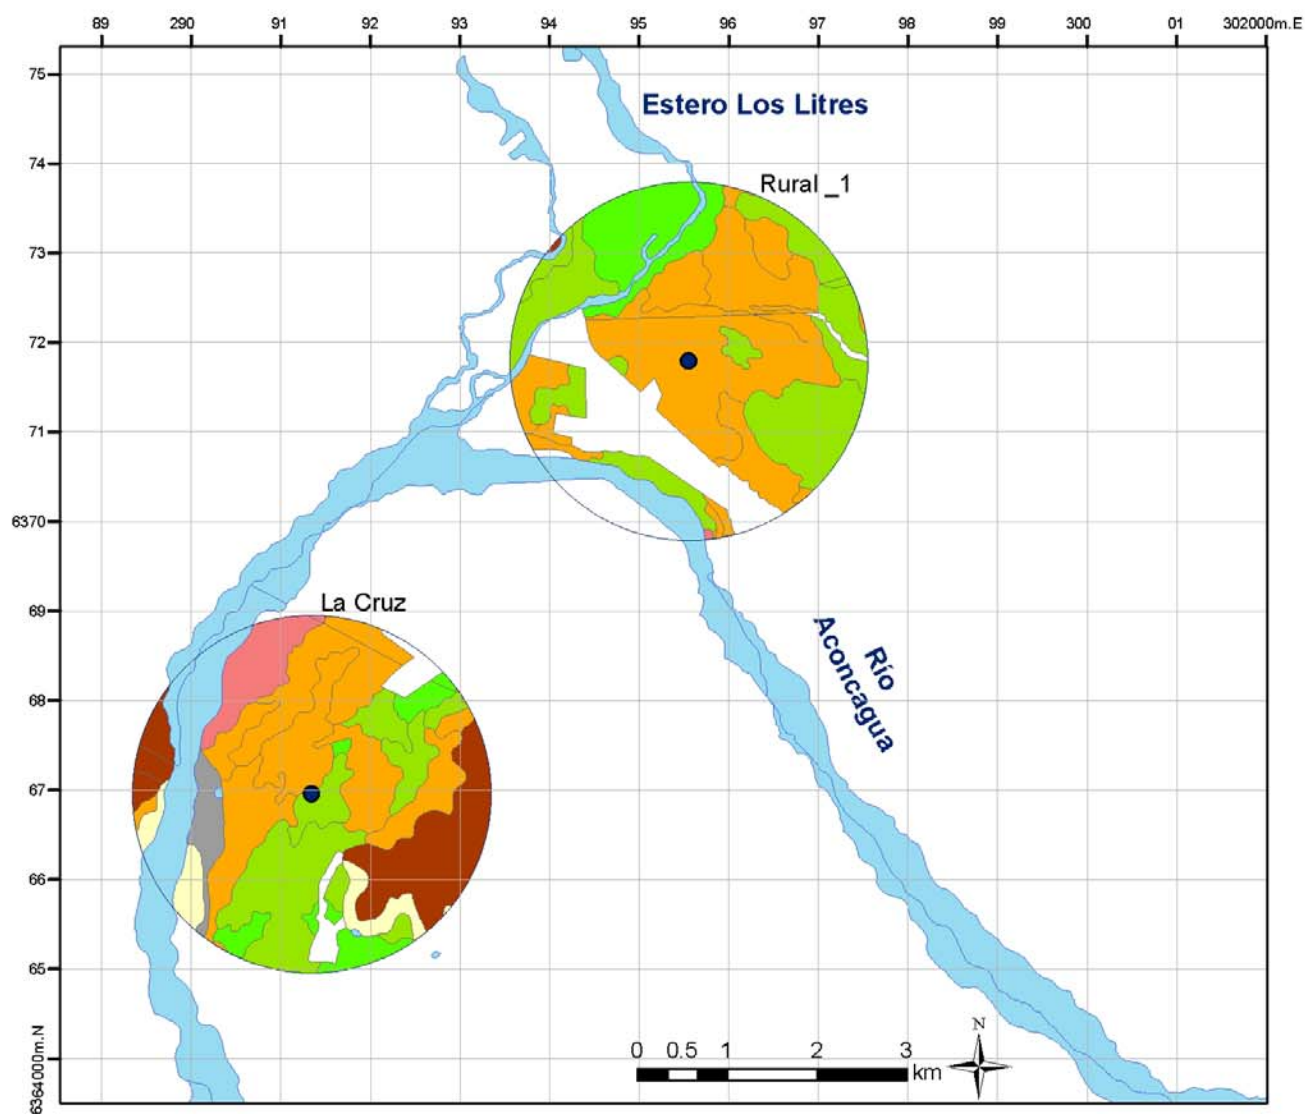 89 290 91 92 93 94 95 96 97 98 99 300 01 302000m.E
75
Estero Los Litres
74
Rural _1
73
72
71
6370
69
La Cruz
Río
Aconcagua
68
67
66
65
N
0 0.5 1 2 3
km
6364000m.N